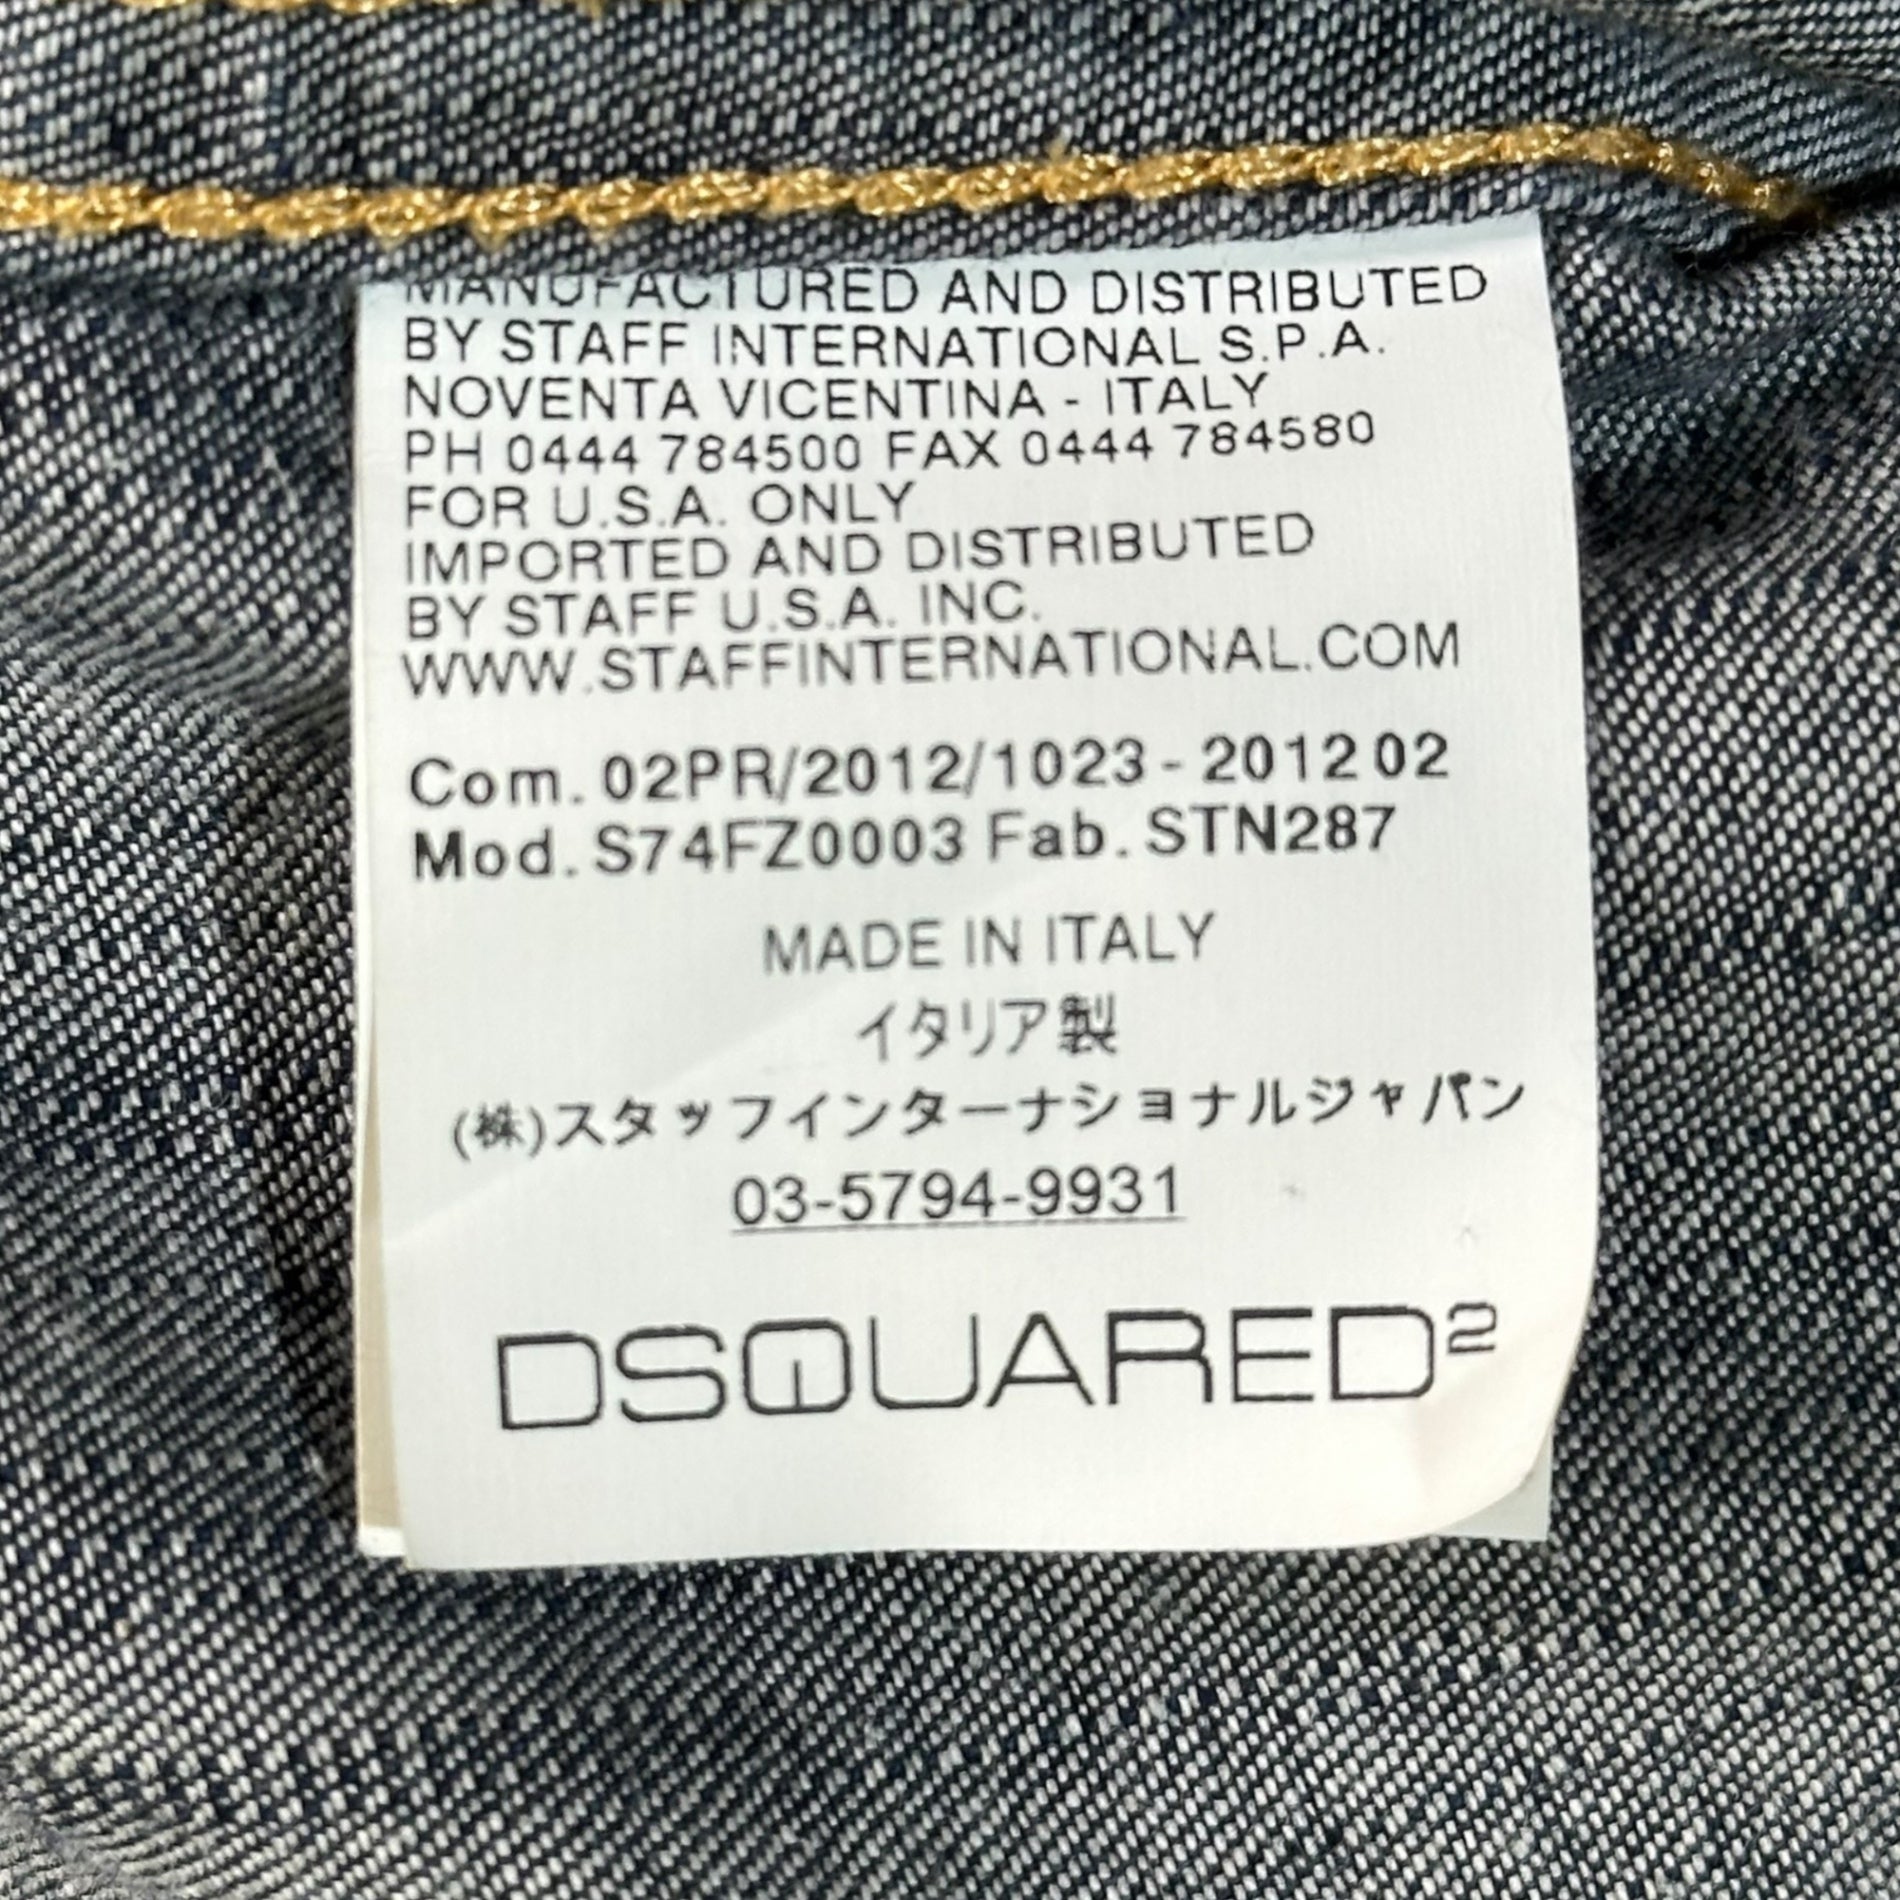 MANUFACTURED AND DISTRIBUTED
BY STAFF INTERNATIONAL S.P.A.
NOVENTA VICENTINA - ITALY
PH 0444 784500 FAX 0444 784580
FOR U.S.A. ONLY
IMPORTED AND DISTRIBUTED
BY STAFF U.S.A. INC.
WWW.STAFFINTERNATIONAL.COM
Com. 02PR/2012/1023 - 2012 02
Mod. S74FZ0003 Fab. STN287
MADE IN ITALY
イタリア製
(株)スタッフインターナショナルジャパン
03-5794-9931
DSQUARED²